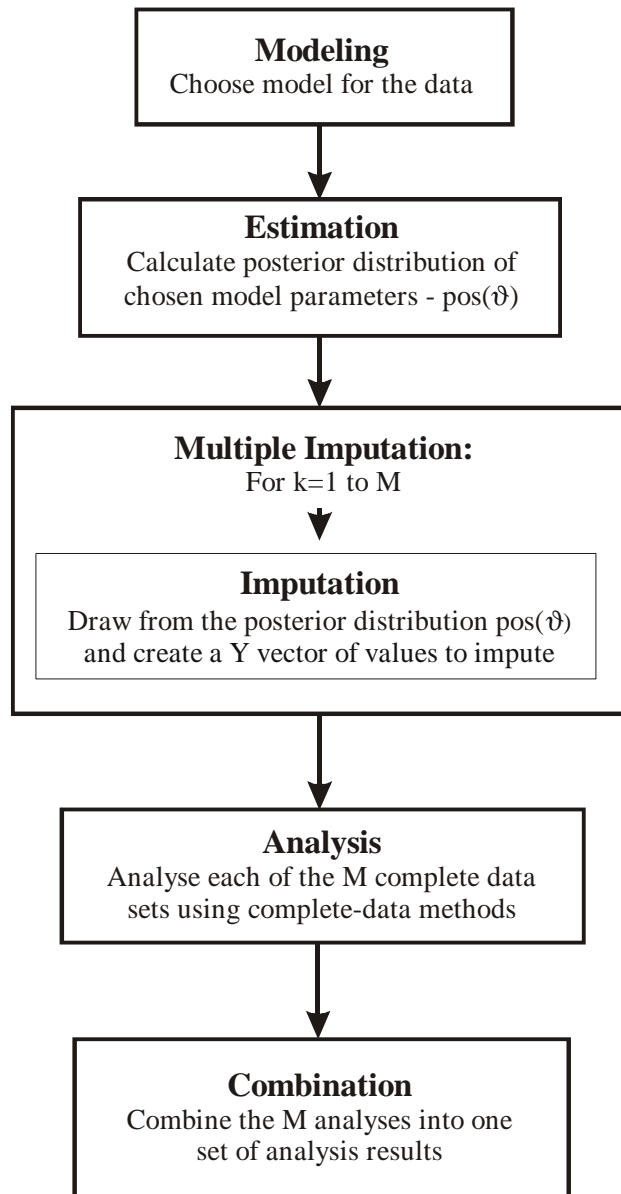 Modeling
Choose model for the data
Estimation
Calculate posterior distribution of
chosen model parameters - pos(ϑ)
Multiple Imputation:
For k=1 to M
Imputation
Draw from the posterior distribution pos(ϑ)
and create a Y vector of values to impute
Analysis
Analyse each of the M complete data
sets using complete-data methods
Combination
Combine the M analyses into one
set of analysis results